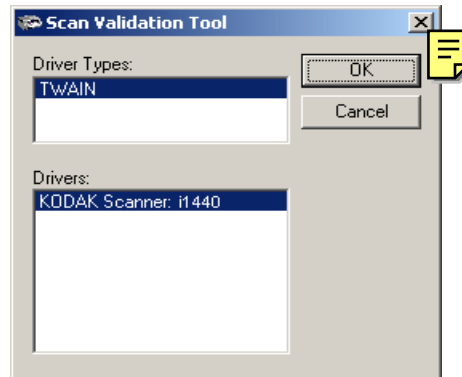 Scan Validation Tool
Driver Types:
TWAIN
OK
Cancel
Drivers:
KODAK Scanner: i1440